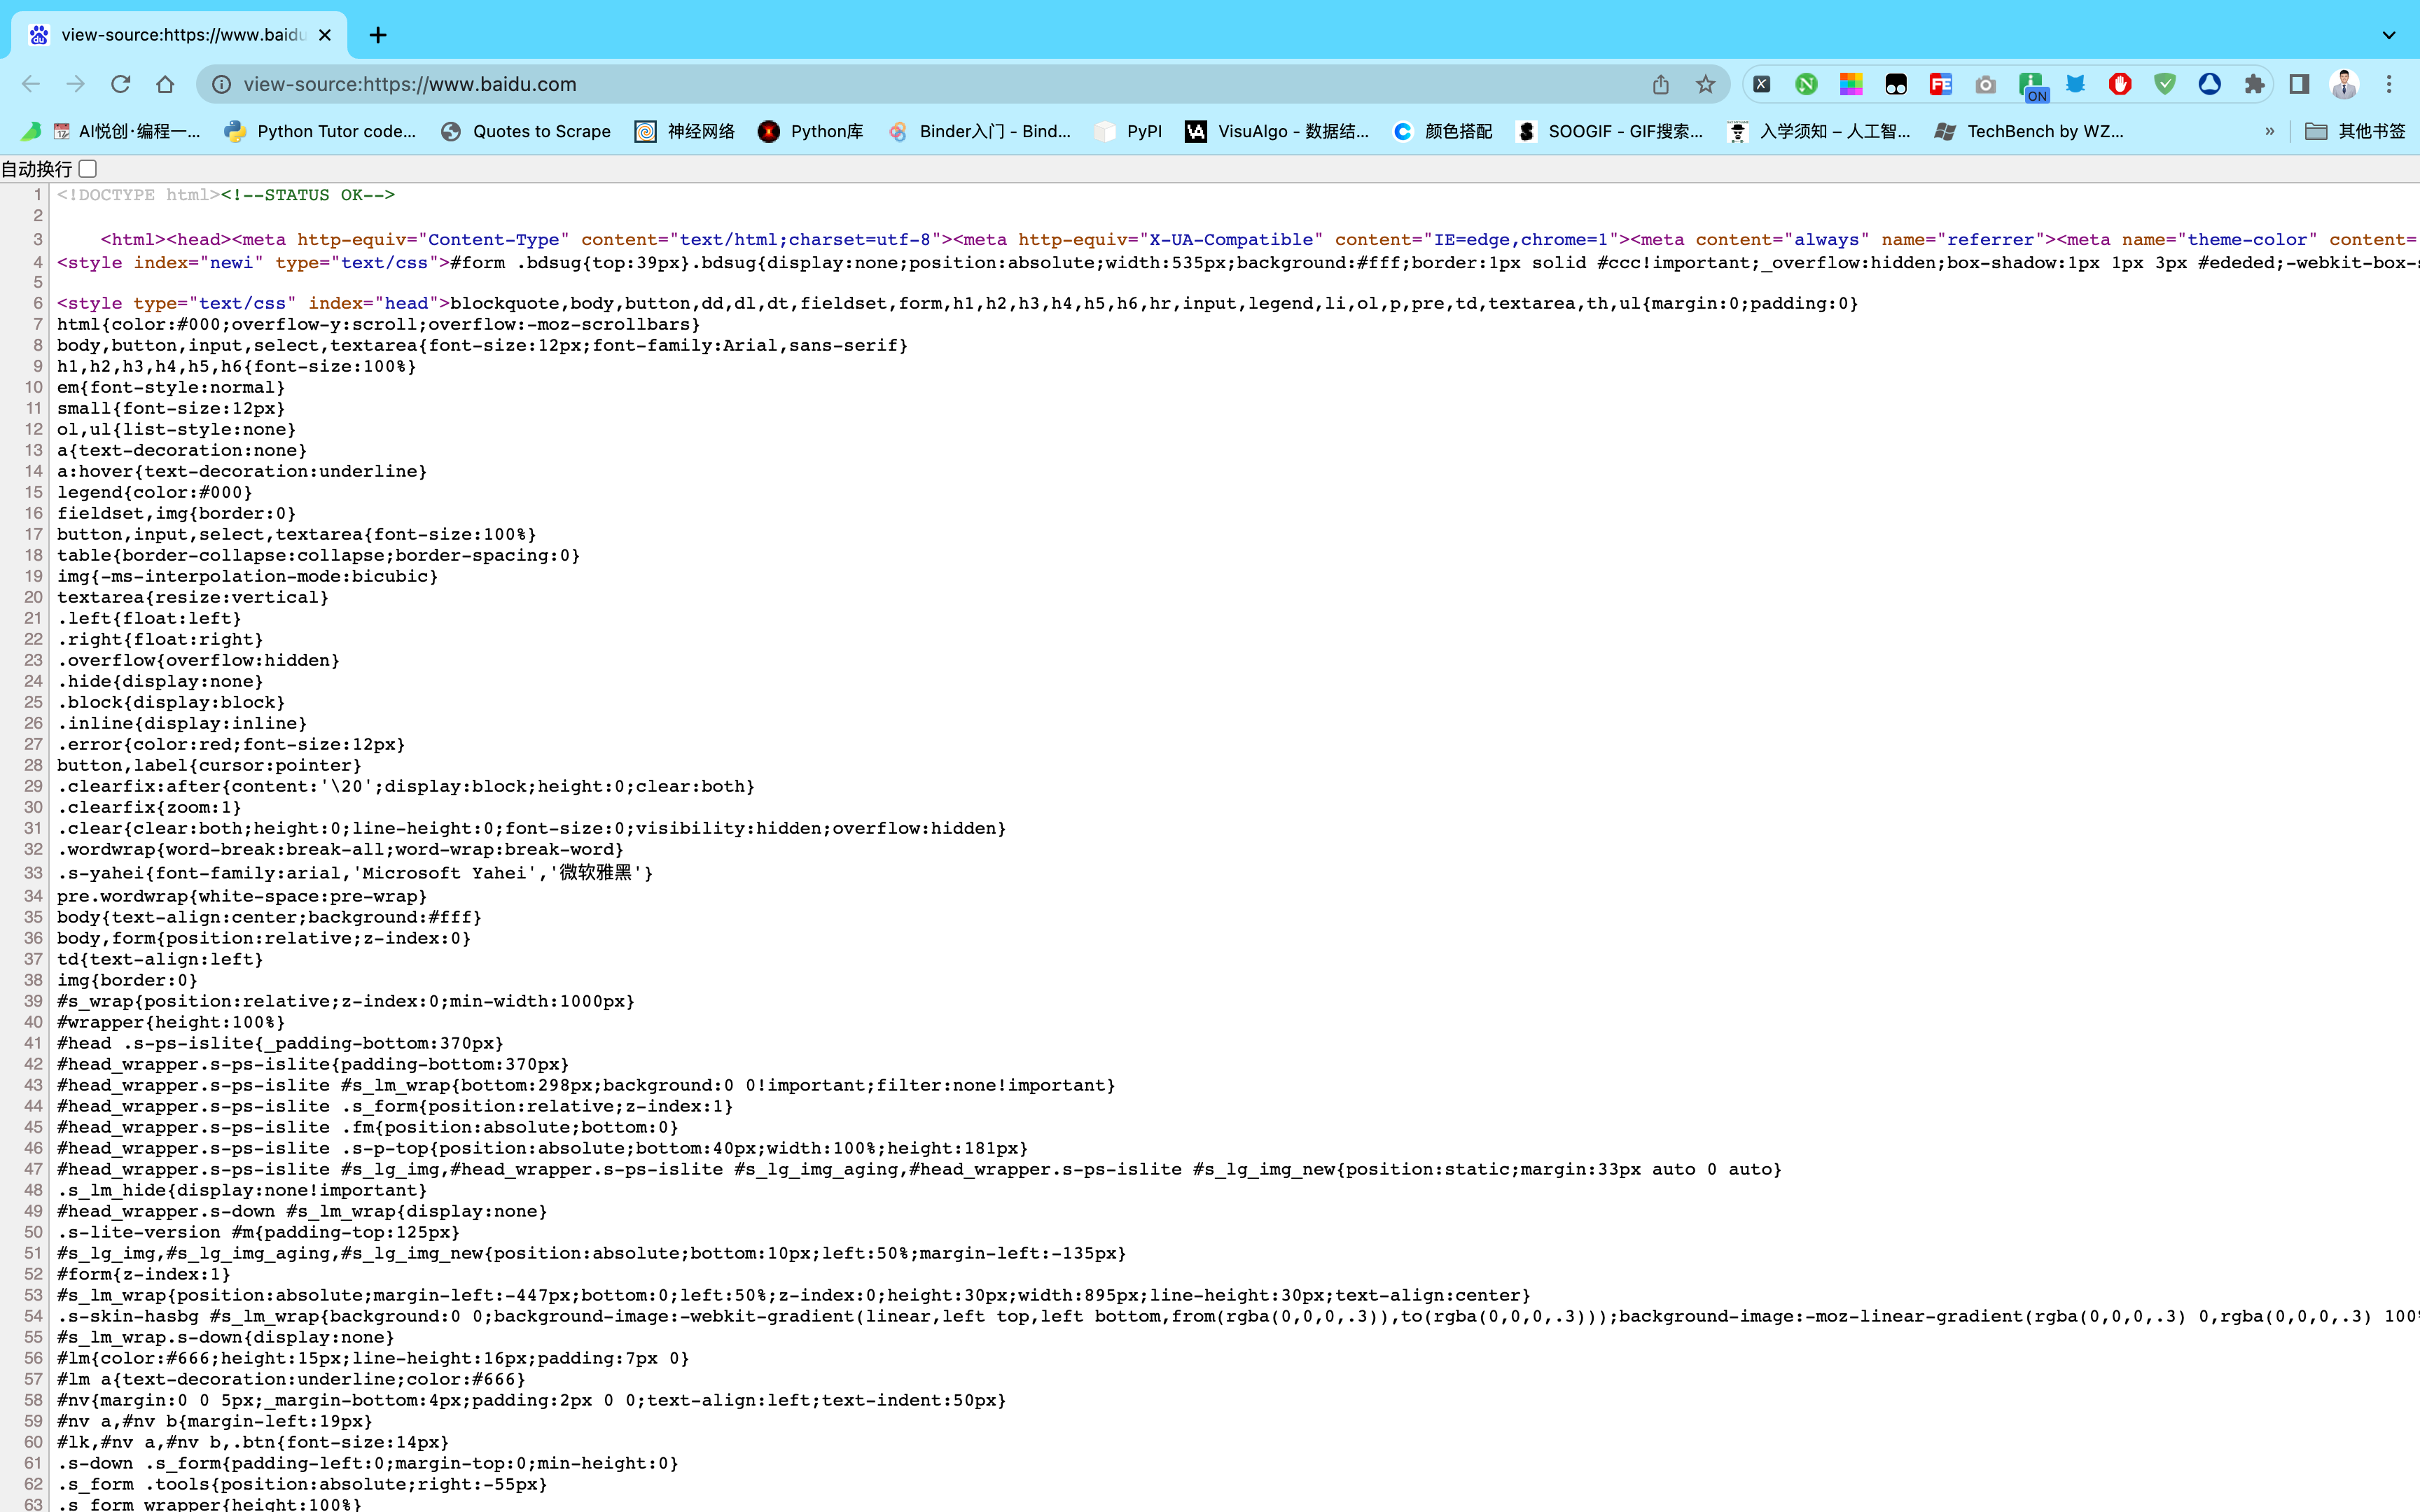 view-source:https://www.baidu
view-source:https://www.baidu.com
ON
AI悦创·编程一...
Python Tutor code...
Quotes to Scrape
神经网络
Python库
Binder入门 - Bind...
PyPI
VisuAlgo - 数据结...
颜色搭配
SOOGIF - GIF搜索...
入学须知 – 人工智...
TechBench by WZ...
»
其他书签
自动换行
1 <!DOCTYPE html><!--STATUS OK-->
2
3 <html><head><meta http-equiv="Content-Type" content="text/html;charset=utf-8"><meta http-equiv="X-UA-Compatible" content="IE=edge,chrome=1"><meta content="always" name="referrer"><meta name="theme-color" content=
4 <style index="newi" type="text/css">#form .bdsug{top:39px}.bdsug{display:none;position:absolute;width:535px;background:#fff;border:1px solid #ccc!important;_overflow:hidden;box-shadow:1px 1px 3px #ededed;-webkit-box-s
5
6 <style type="text/css" index="head">blockquote,body,button,dd,dl,dt,fieldset,form,h1,h2,h3,h4,h5,h6,hr,input,legend,li,ol,p,pre,td,textarea,th,ul{margin:0;padding:0}
7 html{color:#000;overflow-y:scroll;overflow:-moz-scrollbars}
8 body,button,input,select,textarea{font-size:12px;font-family:Arial,sans-serif}
9 h1,h2,h3,h4,h5,h6{font-size:100%}
10 em{font-style:normal}
11 small{font-size:12px}
12 ol,ul{list-style:none}
13 a{text-decoration:none}
14 a:hover{text-decoration:underline}
15 legend{color:#000}
16 fieldset,img{border:0}
17 button,input,select,textarea{font-size:100%}
18 table{border-collapse:collapse;border-spacing:0}
19 img{-ms-interpolation-mode:bicubic}
20 textarea{resize:vertical}
21 .left{float:left}
22 .right{float:right}
23 .overflow{overflow:hidden}
24 .hide{display:none}
25 .block{display:block}
26 .inline{display:inline}
27 .error{color:red;font-size:12px}
28 button,label{cursor:pointer}
29 .clearfix:after{content:'\20';display:block;height:0;clear:both}
30 .clearfix{zoom:1}
31 .clear{clear:both;height:0;line-height:0;font-size:0;visibility:hidden;overflow:hidden}
32 .wordwrap{word-break:break-all;word-wrap:break-word}
33 .s-yahei{font-family:arial,'Microsoft Yahei','微软雅黑'}
34 pre.wordwrap{white-space:pre-wrap}
35 body{text-align:center;background:#fff}
36 body,form{position:relative;z-index:0}
37 td{text-align:left}
38 img{border:0}
39 #s_wrap{position:relative;z-index:0;min-width:1000px}
40 #wrapper{height:100%}
41 #head .s-ps-islite{_padding-bottom:370px}
42 #head_wrapper.s-ps-islite{padding-bottom:370px}
43 #head_wrapper.s-ps-islite #s_lm_wrap{bottom:298px;background:0 0!important;filter:none!important}
44 #head_wrapper.s-ps-islite .s_form{position:relative;z-index:1}
45 #head_wrapper.s-ps-islite .fm{position:absolute;bottom:0}
46 #head_wrapper.s-ps-islite .s-p-top{position:absolute;bottom:40px;width:100%;height:181px}
47 #head_wrapper.s-ps-islite #s_lg_img,#head_wrapper.s-ps-islite #s_lg_img_aging,#head_wrapper.s-ps-islite #s_lg_img_new{position:static;margin:33px auto 0 auto}
48 .s_lm_hide{display:none!important}
49 #head_wrapper.s-down #s_lm_wrap{display:none}
50 .s-lite-version #m{padding-top:125px}
51 #s_lg_img,#s_lg_img_aging,#s_lg_img_new{position:absolute;bottom:10px;left:50%;margin-left:-135px}
52 #form{z-index:1}
53 #s_lm_wrap{position:absolute;margin-left:-447px;bottom:0;left:50%;z-index:0;height:30px;width:895px;line-height:30px;text-align:center}
54 .s-skin-hasbg #s_lm_wrap{background:0 0;background-image:-webkit-gradient(linear,left top,left bottom,from(rgba(0,0,0,.3)),to(rgba(0,0,0,.3)));background-image:-moz-linear-gradient(rgba(0,0,0,.3) 0,rgba(0,0,0,.3) 100%
55 #s_lm_wrap.s-down{display:none}
56 #lm{color:#666;height:15px;line-height:16px;padding:7px 0}
57 #lm a{text-decoration:underline;color:#666}
58 #nv{margin:0 0 5px;_margin-bottom:4px;padding:2px 0 0;text-align:left;text-indent:50px}
59 #nv a,#nv b{margin-left:19px}
60 #lk,#nv a,#nv b,.btn{font-size:14px}
61 .s-down .s_form{padding-left:0;margin-top:0;min-height:0}
62 .s_form .tools{position:absolute;right:-55px}
63 .s_form_wrapper{height:100%}